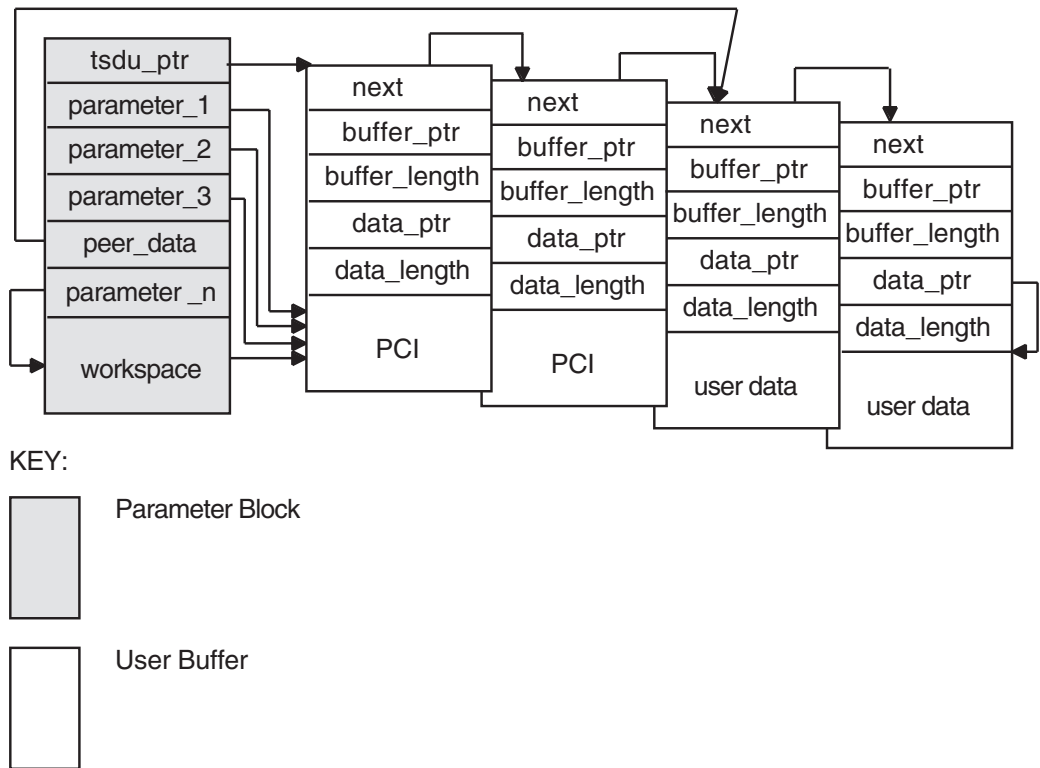 tsdu_ptr
parameter_1
parameter_2
parameter_3
peer_data
parameter _n
workspace
next
buffer_ptr
buffer_length
data_ptr
data_length
PCI
next
buffer_ptr
buffer_length
data_ptr
data_length
PCI
next
buffer_ptr
buffer_length
data_ptr
data_length
user data
next
buffer_ptr
buffer_length
data_ptr
data_length
user data
KEY:
Parameter Block
User Buffer